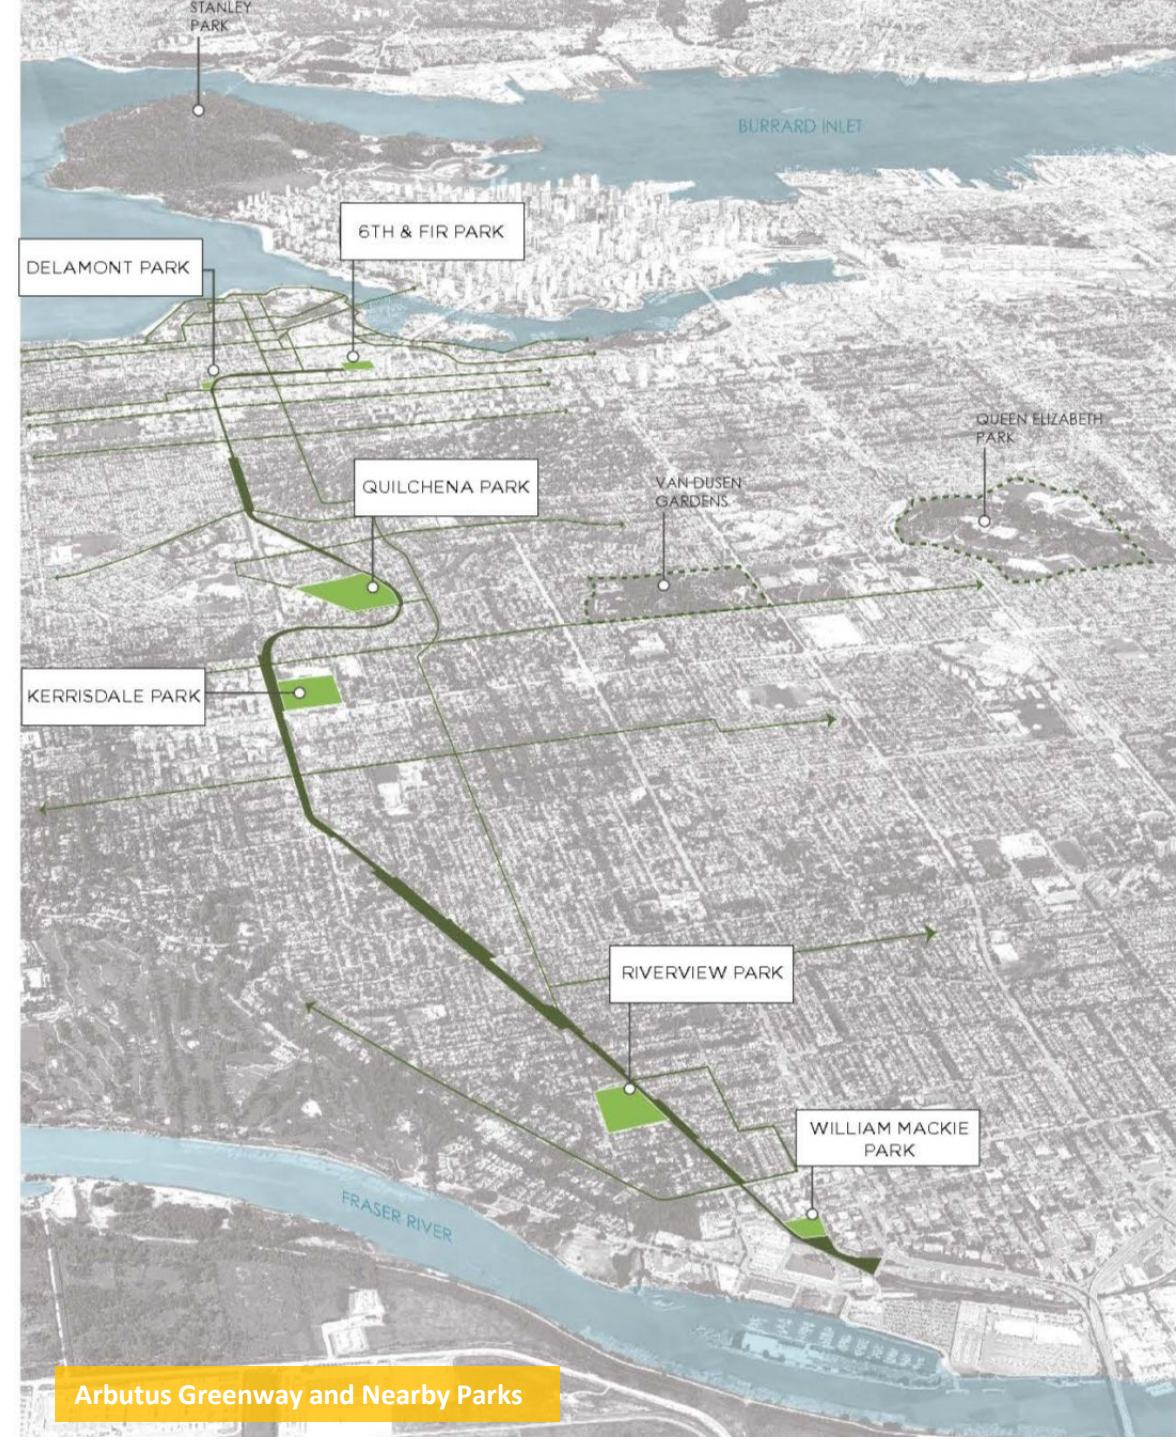 STANLEY
PARK
BURRARD INLET
6TH & FIR PARK
DELAMONT PARK
QUEEN ELIZABETH
PARK
QUILCHENA PARK
VAN DUSEN
GARDENS
KERRISDALE PARK
RIVERVIEW PARK
WILLIAM MACKIE
PARK
FRASER RIVER
Arbutus Greenway and Nearby Parks